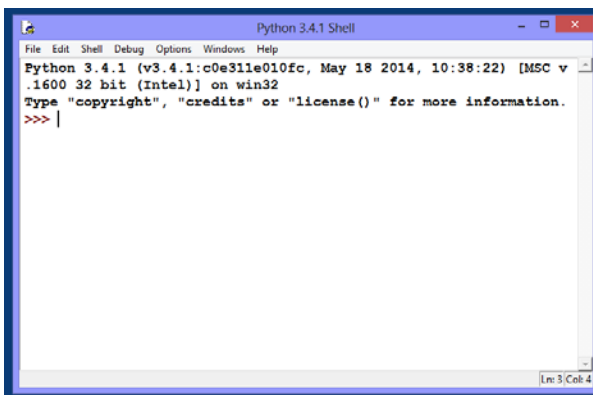 Python 3.4.1 Shell
File Edit Shell Debug Options Windows Help
Python 3.4.1 (v3.4.1:c0e311e010fc, May 18 2014, 10:38:22) [MSC v
.1600 32 bit (Intel)] on win32
Type "copyright", "credits" or "license()" for more information.
>>>
Ln: 3 Col: 4